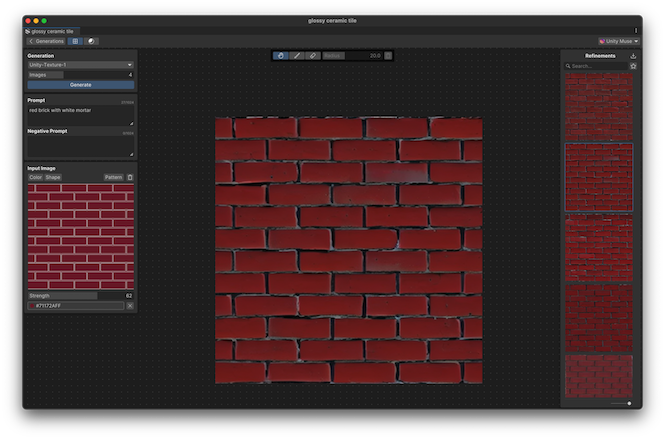 glossy ceramic tile
glossy ceramic tile
Generations
Unity Muse
Generation
Unity-Texture-1
Images 4
Generate
Prompt
red brick with white mortar
Negative Prompt
Input Image
Color Shape Pattern
Strength 82
#71172AFF
Radius 20.0
Refinements
Search...